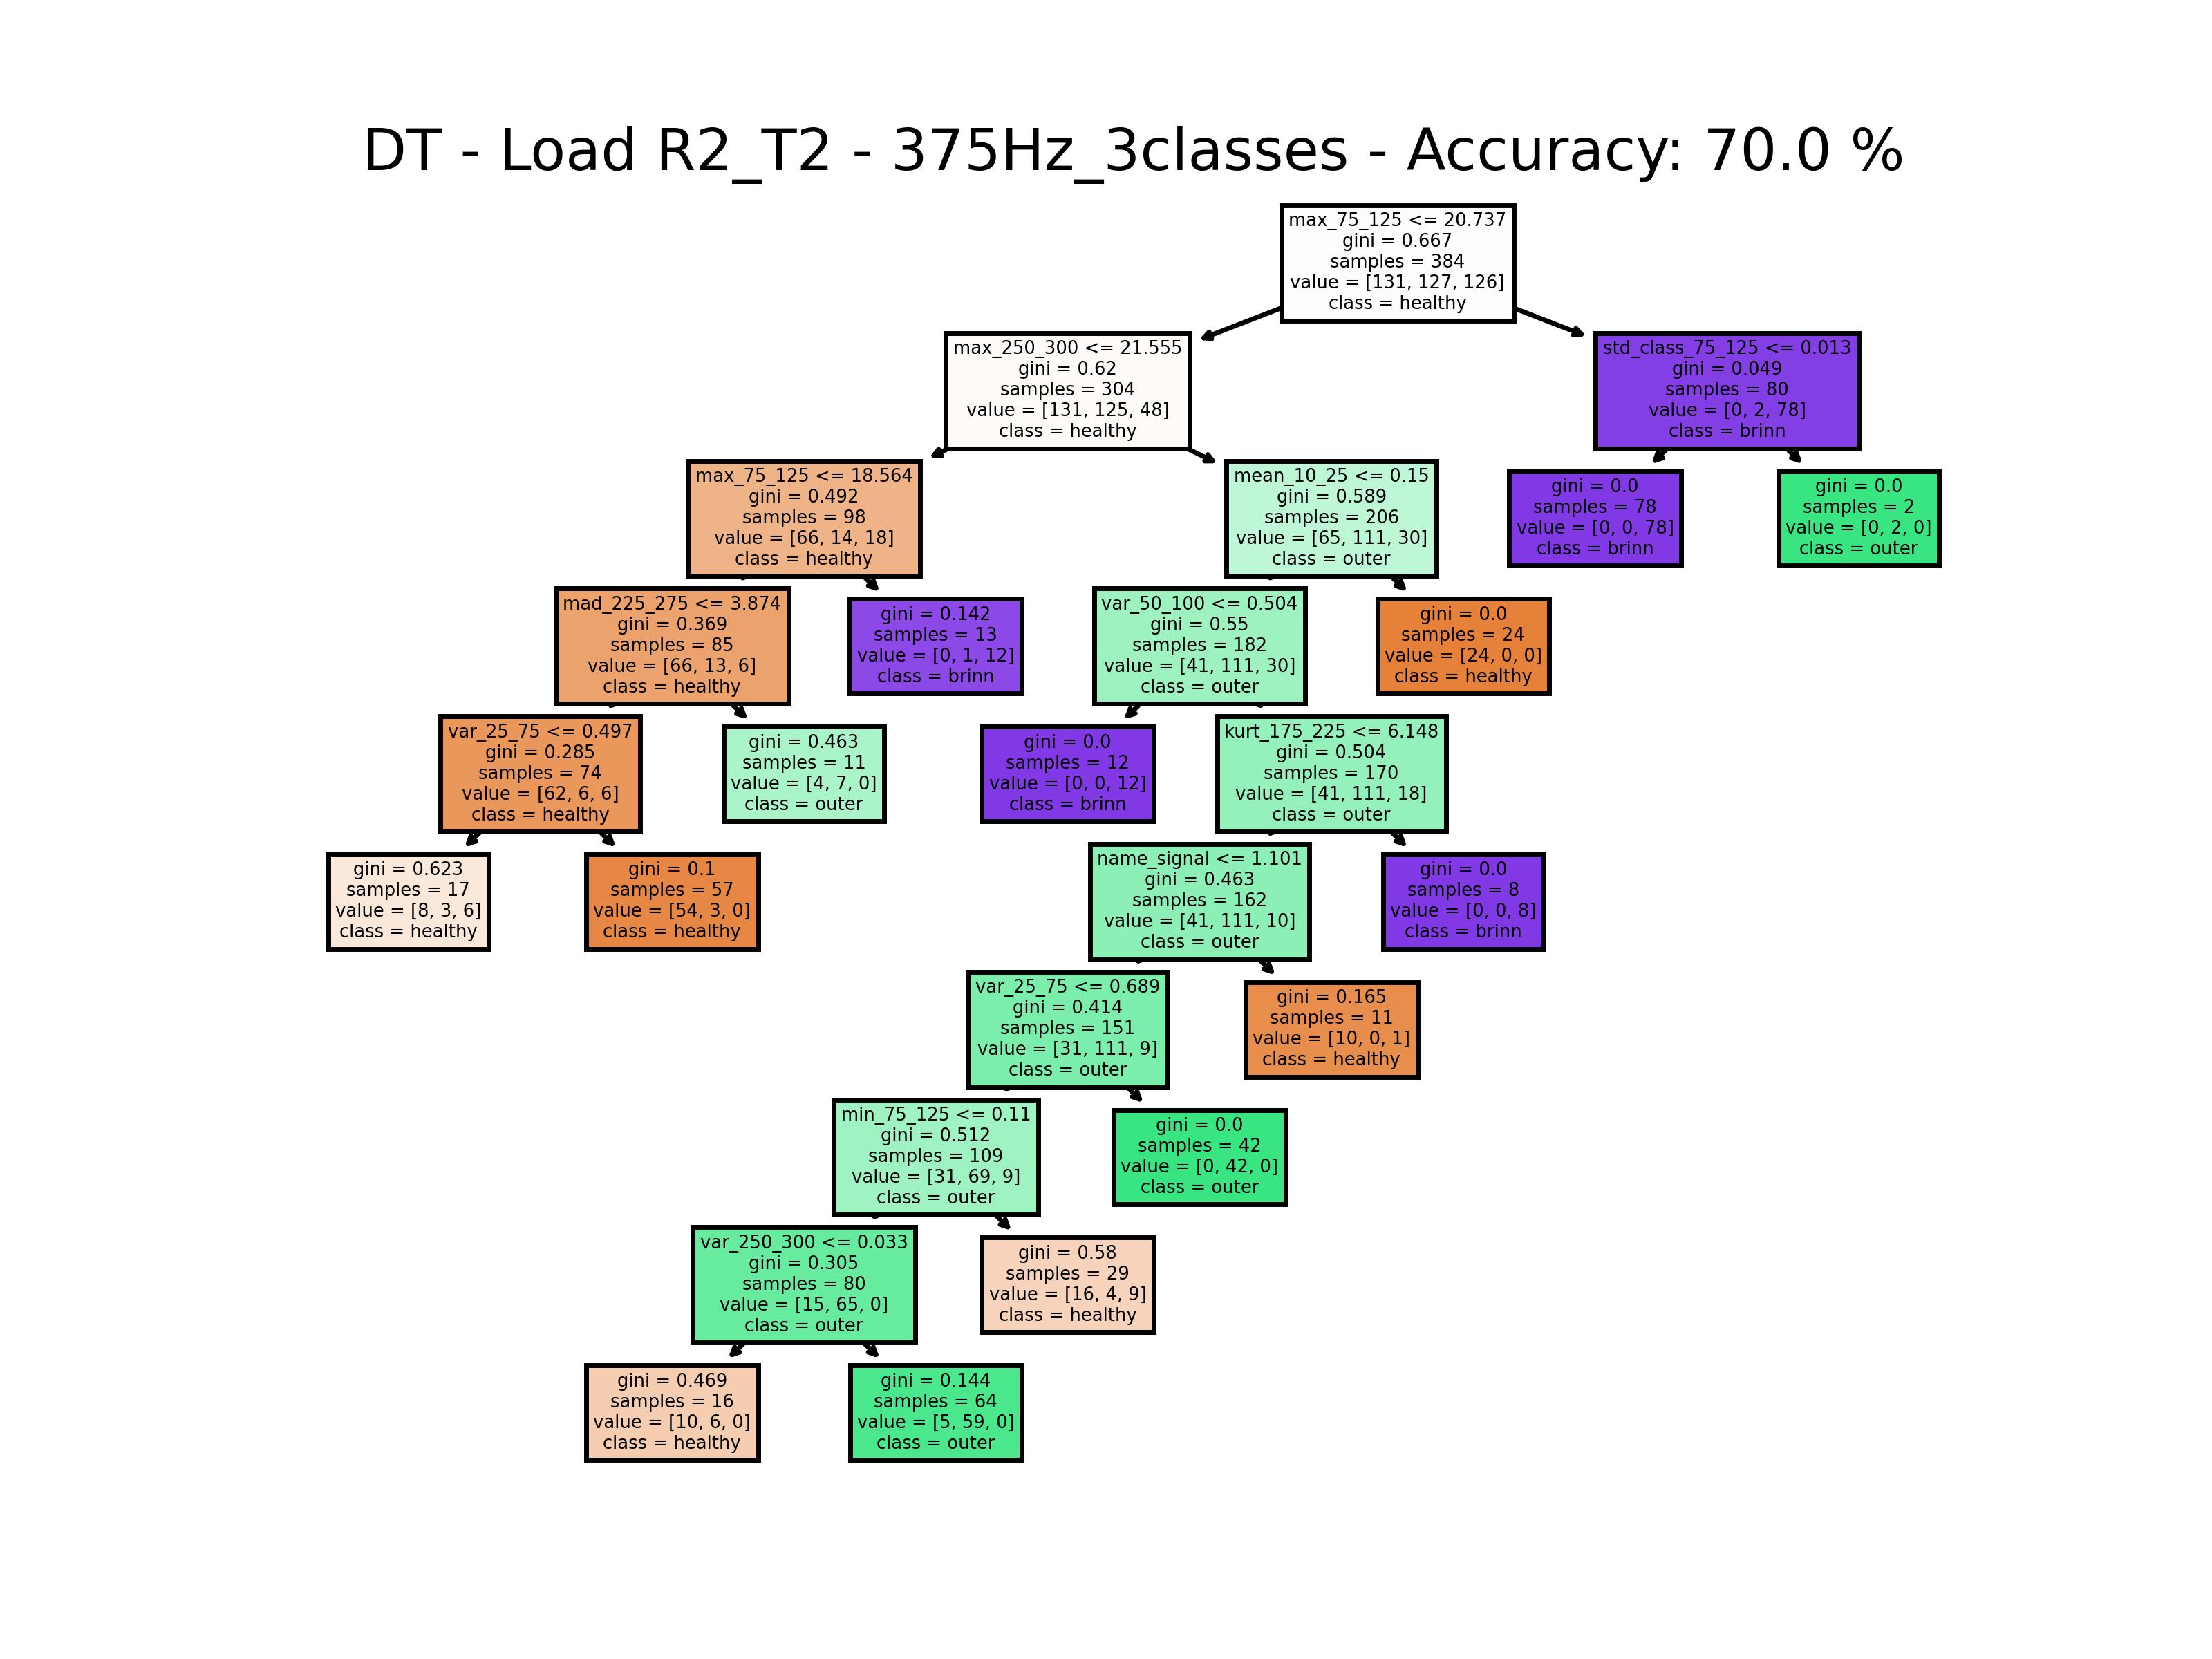 DT - Load R2_T2 - 375Hz_3classes - Accuracy: 70.0 %
max_75_125 <= 20.737
gini = 0.667
samples = 384
value = [131, 127, 126]
class = healthy
max_250_300 <= 21.555
gini = 0.62
samples = 304
value = [131, 125, 48]
class = healthy
std_class_75_125 <= 0.013
gini = 0.049
samples = 80
value = [0, 2, 78]
class = brinn
max_75_125 <= 18.564
gini = 0.492
samples = 98
value = [66, 14, 18]
class = healthy
mean_10_25 <= 0.15
gini = 0.589
samples = 206
value = [65, 111, 30]
class = outer
gini = 0.0
samples = 78
value = [0, 0, 78]
class = brinn
gini = 0.0
samples = 2
value = [0, 2, 0]
class = outer
mad_225_275 <= 3.874
gini = 0.369
samples = 85
value = [66, 13, 6]
class = healthy
gini = 0.142
samples = 13
value = [0, 1, 12]
class = brinn
var_50_100 <= 0.504
gini = 0.55
samples = 182
value = [41, 111, 30]
class = outer
gini = 0.0
samples = 24
value = [24, 0, 0]
class = healthy
var_25_75 <= 0.497
gini = 0.285
samples = 74
value = [62, 6, 6]
class = healthy
gini = 0.463
samples = 11
value = [4, 7, 0]
class = outer
gini = 0.0
samples = 12
value = [0, 0, 12]
class = brinn
kurt_175_225 <= 6.148
gini = 0.504
samples = 170
value = [41, 111, 18]
class = outer
gini = 0.623
samples = 17
value = [8, 3, 6]
class = healthy
gini = 0.1
samples = 57
value = [54, 3, 0]
class = healthy
name_signal <= 1.101
gini = 0.463
samples = 162
value = [41, 111, 10]
class = outer
gini = 0.0
samples = 8
value = [0, 0, 8]
class = brinn
var_25_75 <= 0.689
gini = 0.414
samples = 151
value = [31, 111, 9]
class = outer
gini = 0.165
samples = 11
value = [10, 0, 1]
class = healthy
min_75_125 <= 0.11
gini = 0.512
samples = 109
value = [31, 69, 9]
class = outer
gini = 0.0
samples = 42
value = [0, 42, 0]
class = outer
var_250_300 <= 0.033
gini = 0.305
samples = 80
value = [15, 65, 0]
class = outer
gini = 0.58
samples = 29
value = [16, 4, 9]
class = healthy
gini = 0.469
samples = 16
value = [10, 6, 0]
class = healthy
gini = 0.144
samples = 64
value = [5, 59, 0]
class = outer